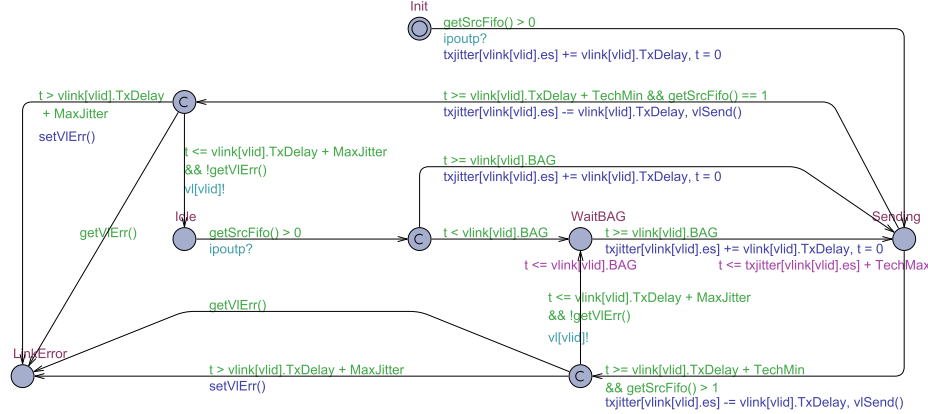 Init
getSrcFifo() > 0
ipoutp?
txjitter[vlink[vlid].es] += vlink[vlid].TxDelay, t = 0
t > vlink[vlid].TxDelay
+ MaxJitter
setVlErr()
C
t >= vlink[vlid].TxDelay + TechMin && getSrcFifo() == 1
txjitter[vlink[vlid].es] -= vlink[vlid].TxDelay, vlSend()
t <= vlink[vlid].TxDelay + MaxJitter
&& !getVlErr()
vl[vlid]!
t >= vlink[vlid].BAG
txjitter[vlink[vlid].es] += vlink[vlid].TxDelay, t = 0
getVlErr()
Idle
getSrcFifo() > 0
ipoutp?
C
t < vlink[vlid].BAG
WaitBAG
t <= vlink[vlid].BAG
t >= vlink[vlid].BAG
txjitter[vlink[vlid].es] += vlink[vlid].TxDelay, t = 0
Sending
t <= txjitter[vlink[vlid].es] + TechMax
t <= vlink[vlid].TxDelay + MaxJitter
&& !getVlErr()
vl[vlid]!
getVlErr()
LinkError
t > vlink[vlid].TxDelay + MaxJitter
setVlErr()
C
t >= vlink[vlid].TxDelay + TechMin
&& getSrcFifo() > 1
txjitter[vlink[vlid].es] -= vlink[vlid].TxDelay, vlSend()